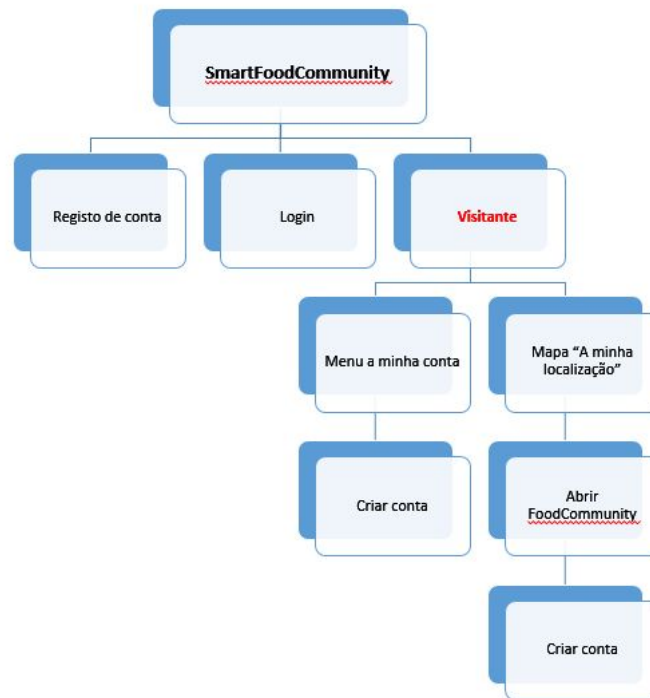 SmartFoodCommunity
Registo de conta
Login
Visitante
Menu a minha conta
Mapa “A minha
localização”
Criar conta
Abrir
FoodCommunity
Criar conta